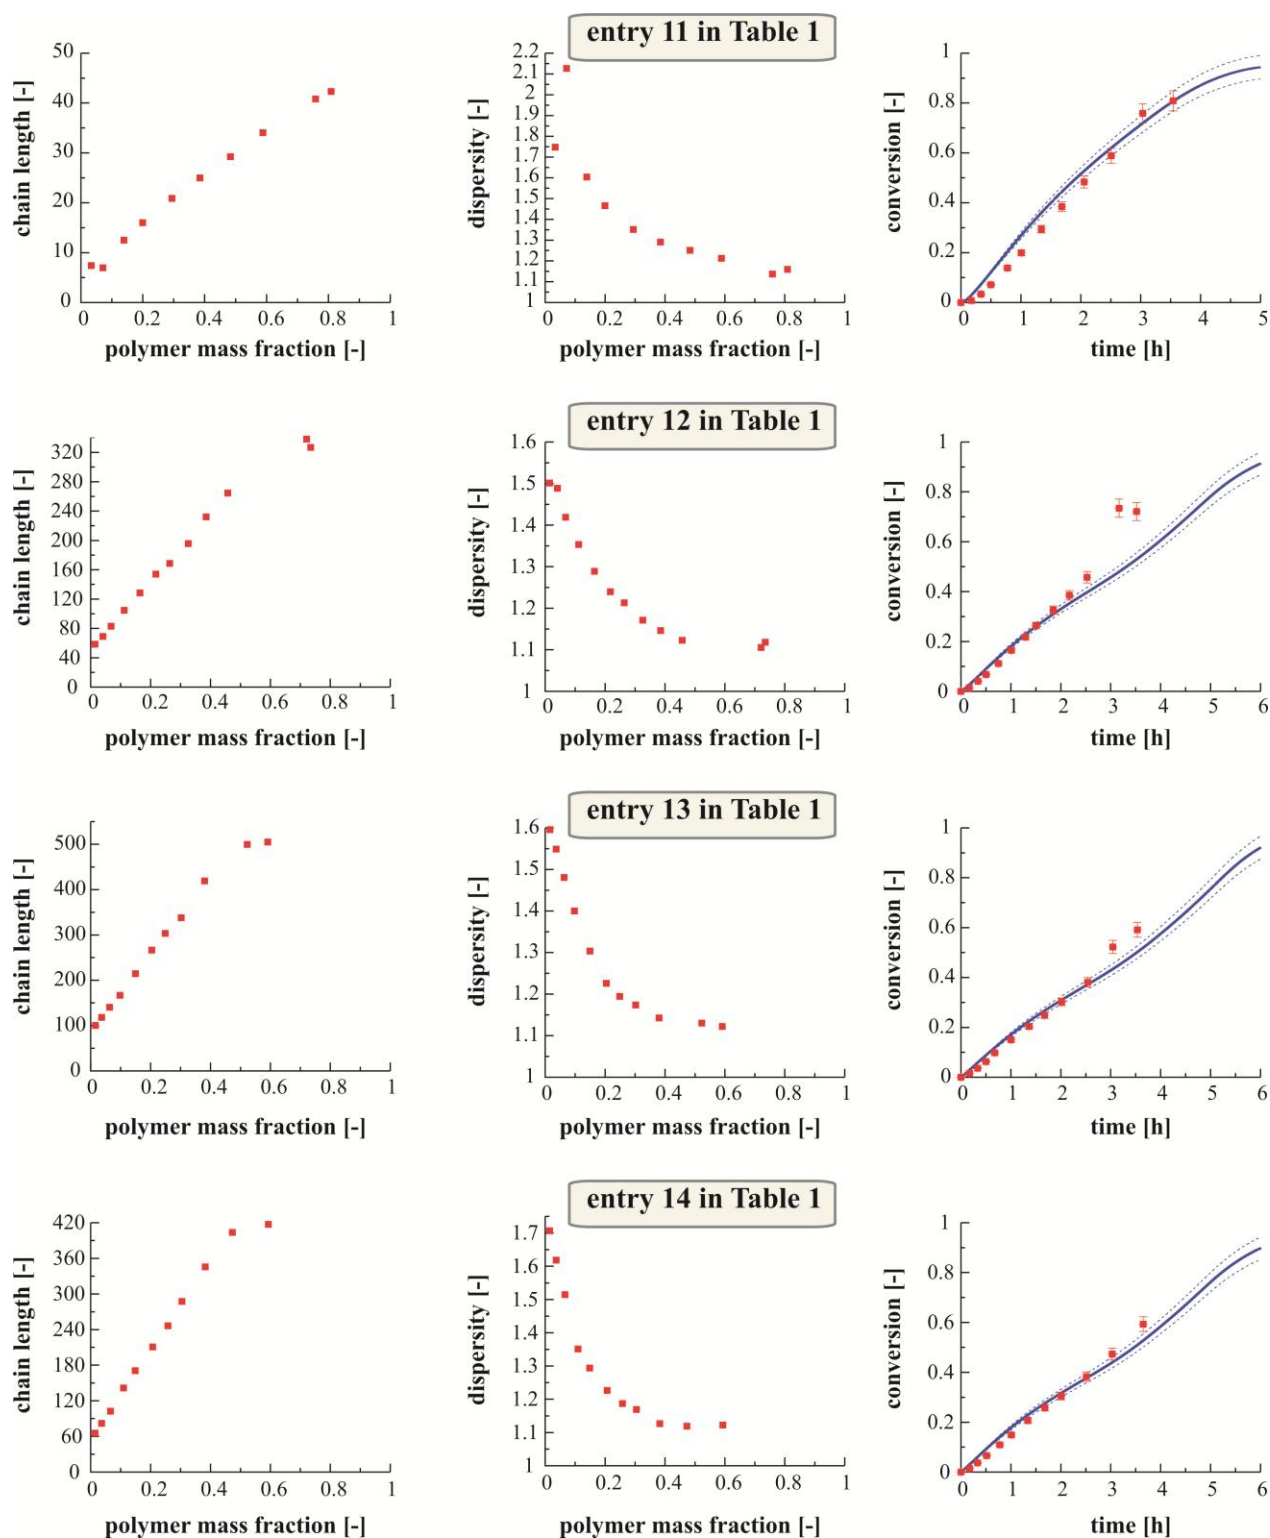 entry 11 in Table 1
chain length [-]
50
40
30
20
10
0
0 0.2 0.4 0.6 0.8 1
polymer mass fraction [-]
dispersity [-]
2.2
2.1
2
1.9
1.8
1.7
1.6
1.5
1.4
1.3
1.2
1.1
1
0 0.2 0.4 0.6 0.8 1
polymer mass fraction [-]
conversion [-]
1
0.8
0.6
0.4
0.2
0
0 1 2 3 4 5
time [h]
entry 12 in Table 1
chain length [-]
320
280
240
200
160
120
80
40
0
0 0.2 0.4 0.6 0.8 1
polymer mass fraction [-]
dispersity [-]
1.6
1.5
1.4
1.3
1.2
1.1
1
0 0.2 0.4 0.6 0.8 1
polymer mass fraction [-]
conversion [-]
1
0.8
0.6
0.4
0.2
0
0 1 2 3 4 5 6
time [h]
entry 13 in Table 1
chain length [-]
500
400
300
200
100
0
0 0.2 0.4 0.6 0.8 1
polymer mass fraction [-]
dispersity [-]
1.6
1.5
1.4
1.3
1.2
1.1
1
0 0.2 0.4 0.6 0.8 1
polymer mass fraction [-]
conversion [-]
1
0.8
0.6
0.4
0.2
0
0 1 2 3 4 5 6
time [h]
entry 14 in Table 1
chain length [-]
420
360
300
240
180
120
60
0
0 0.2 0.4 0.6 0.8 1
polymer mass fraction [-]
dispersity [-]
1.7
1.6
1.5
1.4
1.3
1.2
1.1
1
0 0.2 0.4 0.6 0.8 1
polymer mass fraction [-]
conversion [-]
1
0.8
0.6
0.4
0.2
0
0 1 2 3 4 5 6
time [h]